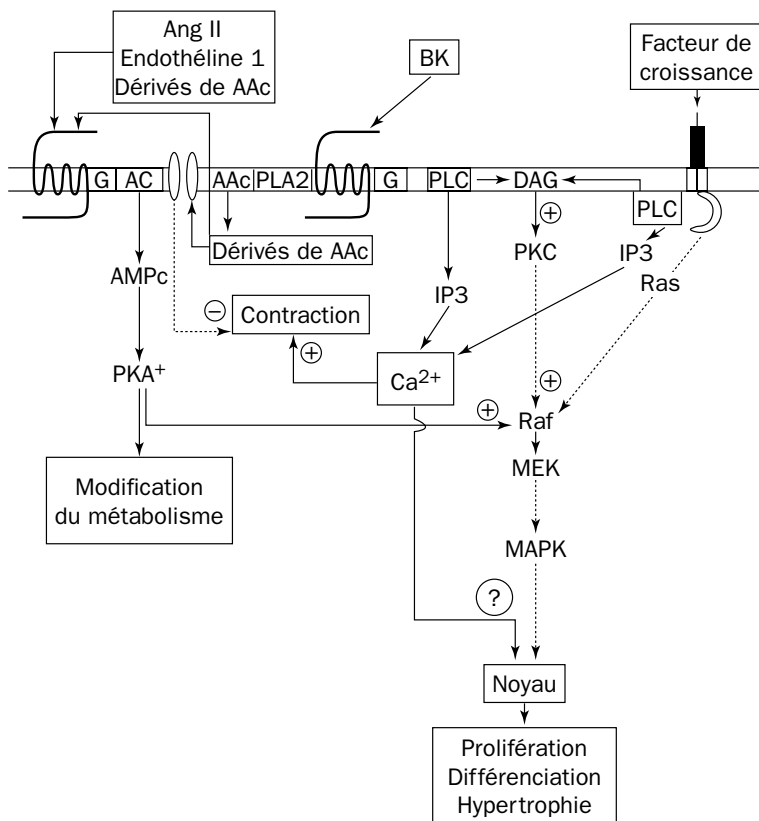 Ang II
Endothéline 1
Dérivés de AAc
BK
Facteur de
croissance
G AC AAc PLA2 G PLC DAG
PLC
+
Dérivés de AAc
PKC
IP3
AMPc
IP3
Ras
−
Contraction
+
PKA+
Ca2+
+
+
Raf
MEK
Modification
du métabolisme
MAPK
?
Noyau
Prolifération
Différenciation
Hypertrophie